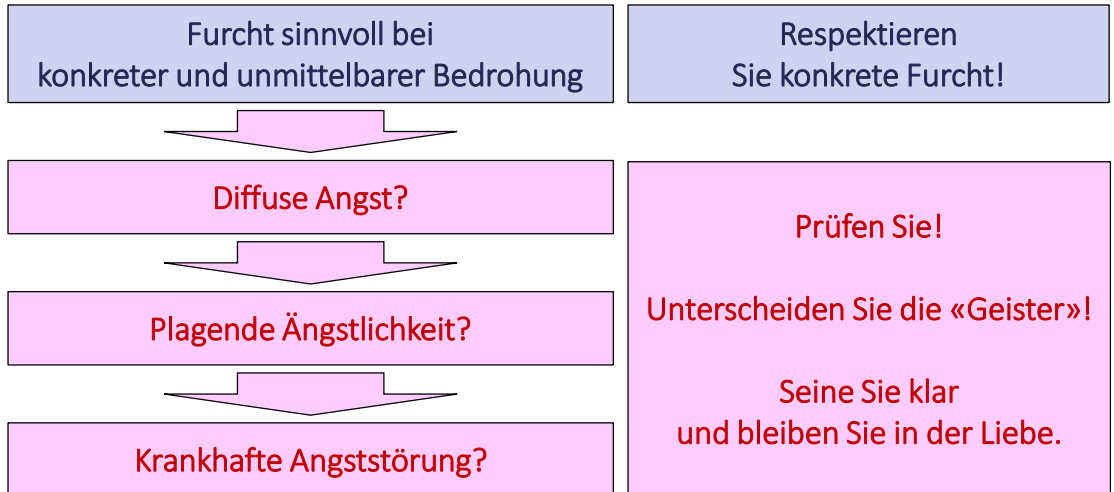 Furcht sinnvoll bei
konkreter und unmittelbarer Bedrohung
Respektieren
Sie konkrete Furcht!
Diffuse Angst?
Plagende Ängstlichkeit?
Krankhafte Angststörung?
Prüfen Sie!
Unterscheiden Sie die «Geister»!
Seine Sie klar
und bleiben Sie in der Liebe.